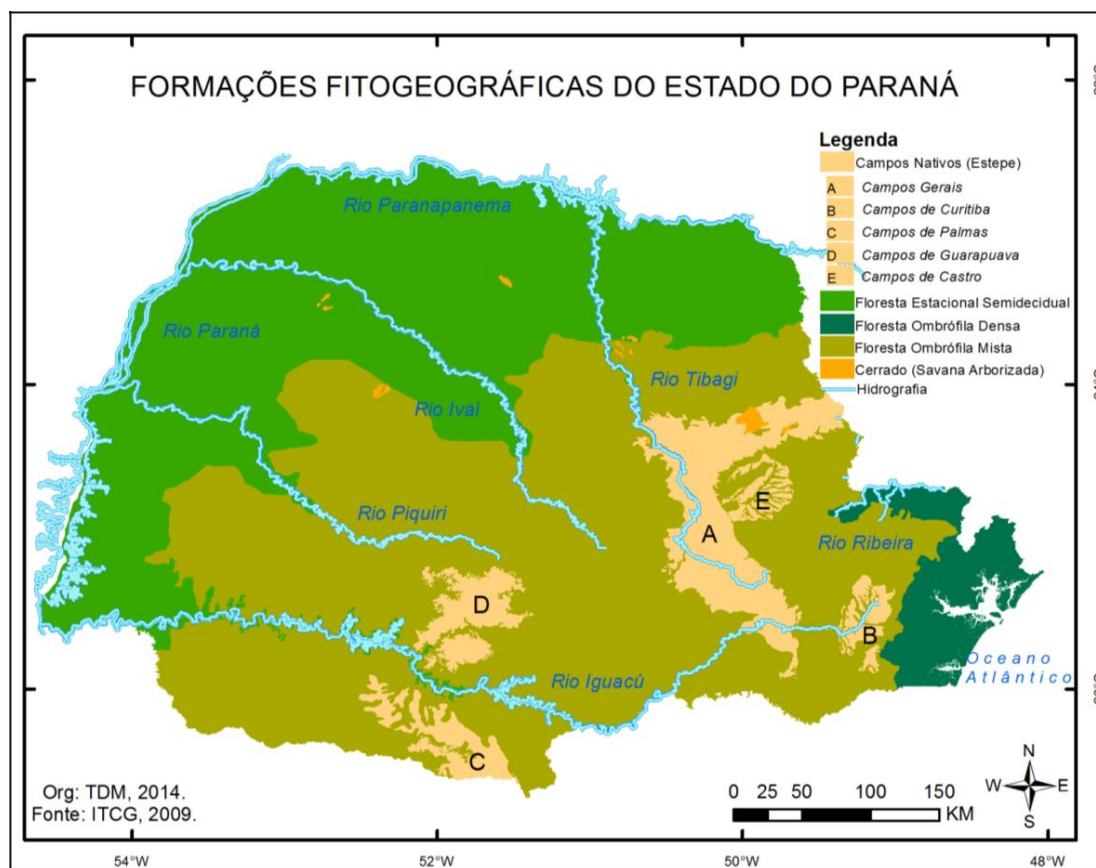 FORMAÇÕES FITOGEOGRÁFICAS DO ESTADO DO PARANÁ
Legenda
Campos Nativos (Estepe)
A Campos Gerais
B Campos de Curitiba
C Campos de Palmas
D Campos de Guarapuava
E Campos de Castro
Floresta Estacional Semidecidual
Floresta Ombrófila Densa
Floresta Ombrófila Mista
Cerrado (Savana Arborizada)
Hidrografia
Rio Paranapanema
Rio Paraná
Rio Tibagi
Rio Ivaí
E
Rio Piquiri
A
Rio Ribeira
D
B
Oceano
Atlântico
Rio Iguaçú
C
N
W E
S
Org: TDM, 2014.
Fonte: ITCG, 2009.
0 25 50 100 150
KM
54°W 52°W 50°W 48°W